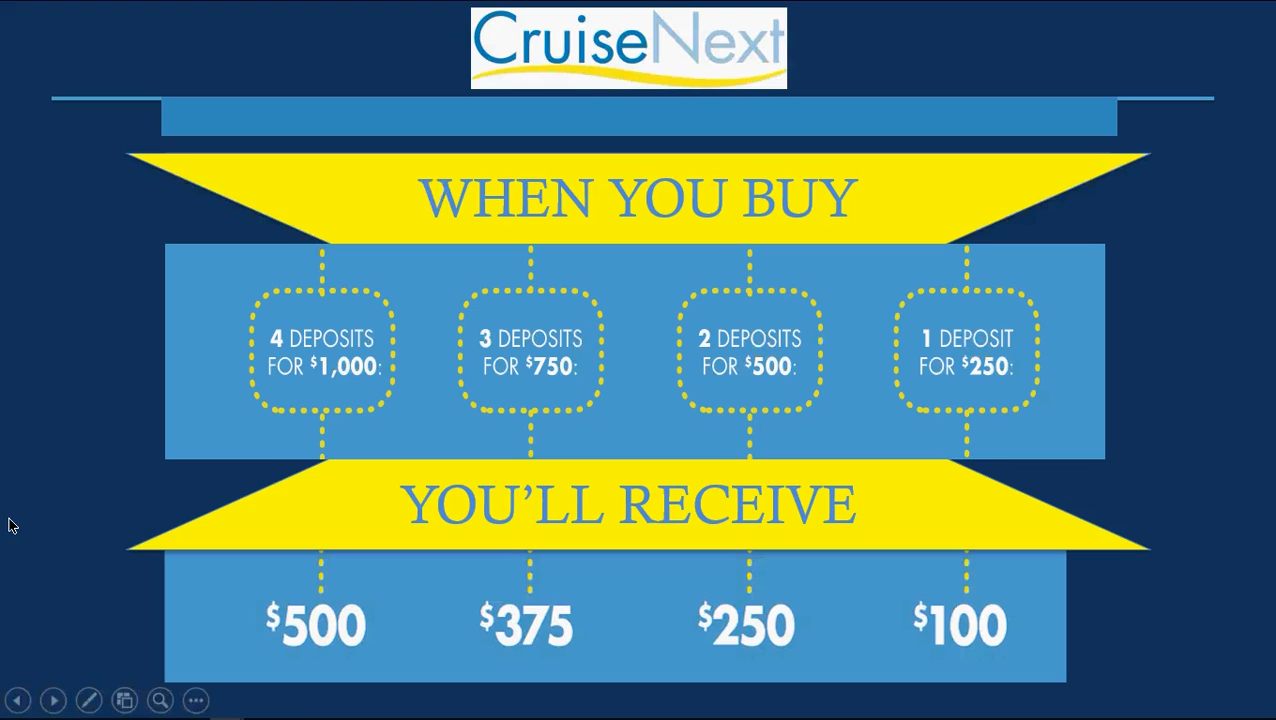 CruiseNext
WHEN YOU BUY
4 DEPOSITS
FOR $1,000:
3 DEPOSITS
FOR $750:
2 DEPOSITS
FOR $500:
1 DEPOSIT
FOR $250:
YOU’LL RECEIVE
$500
$375
$250
$100